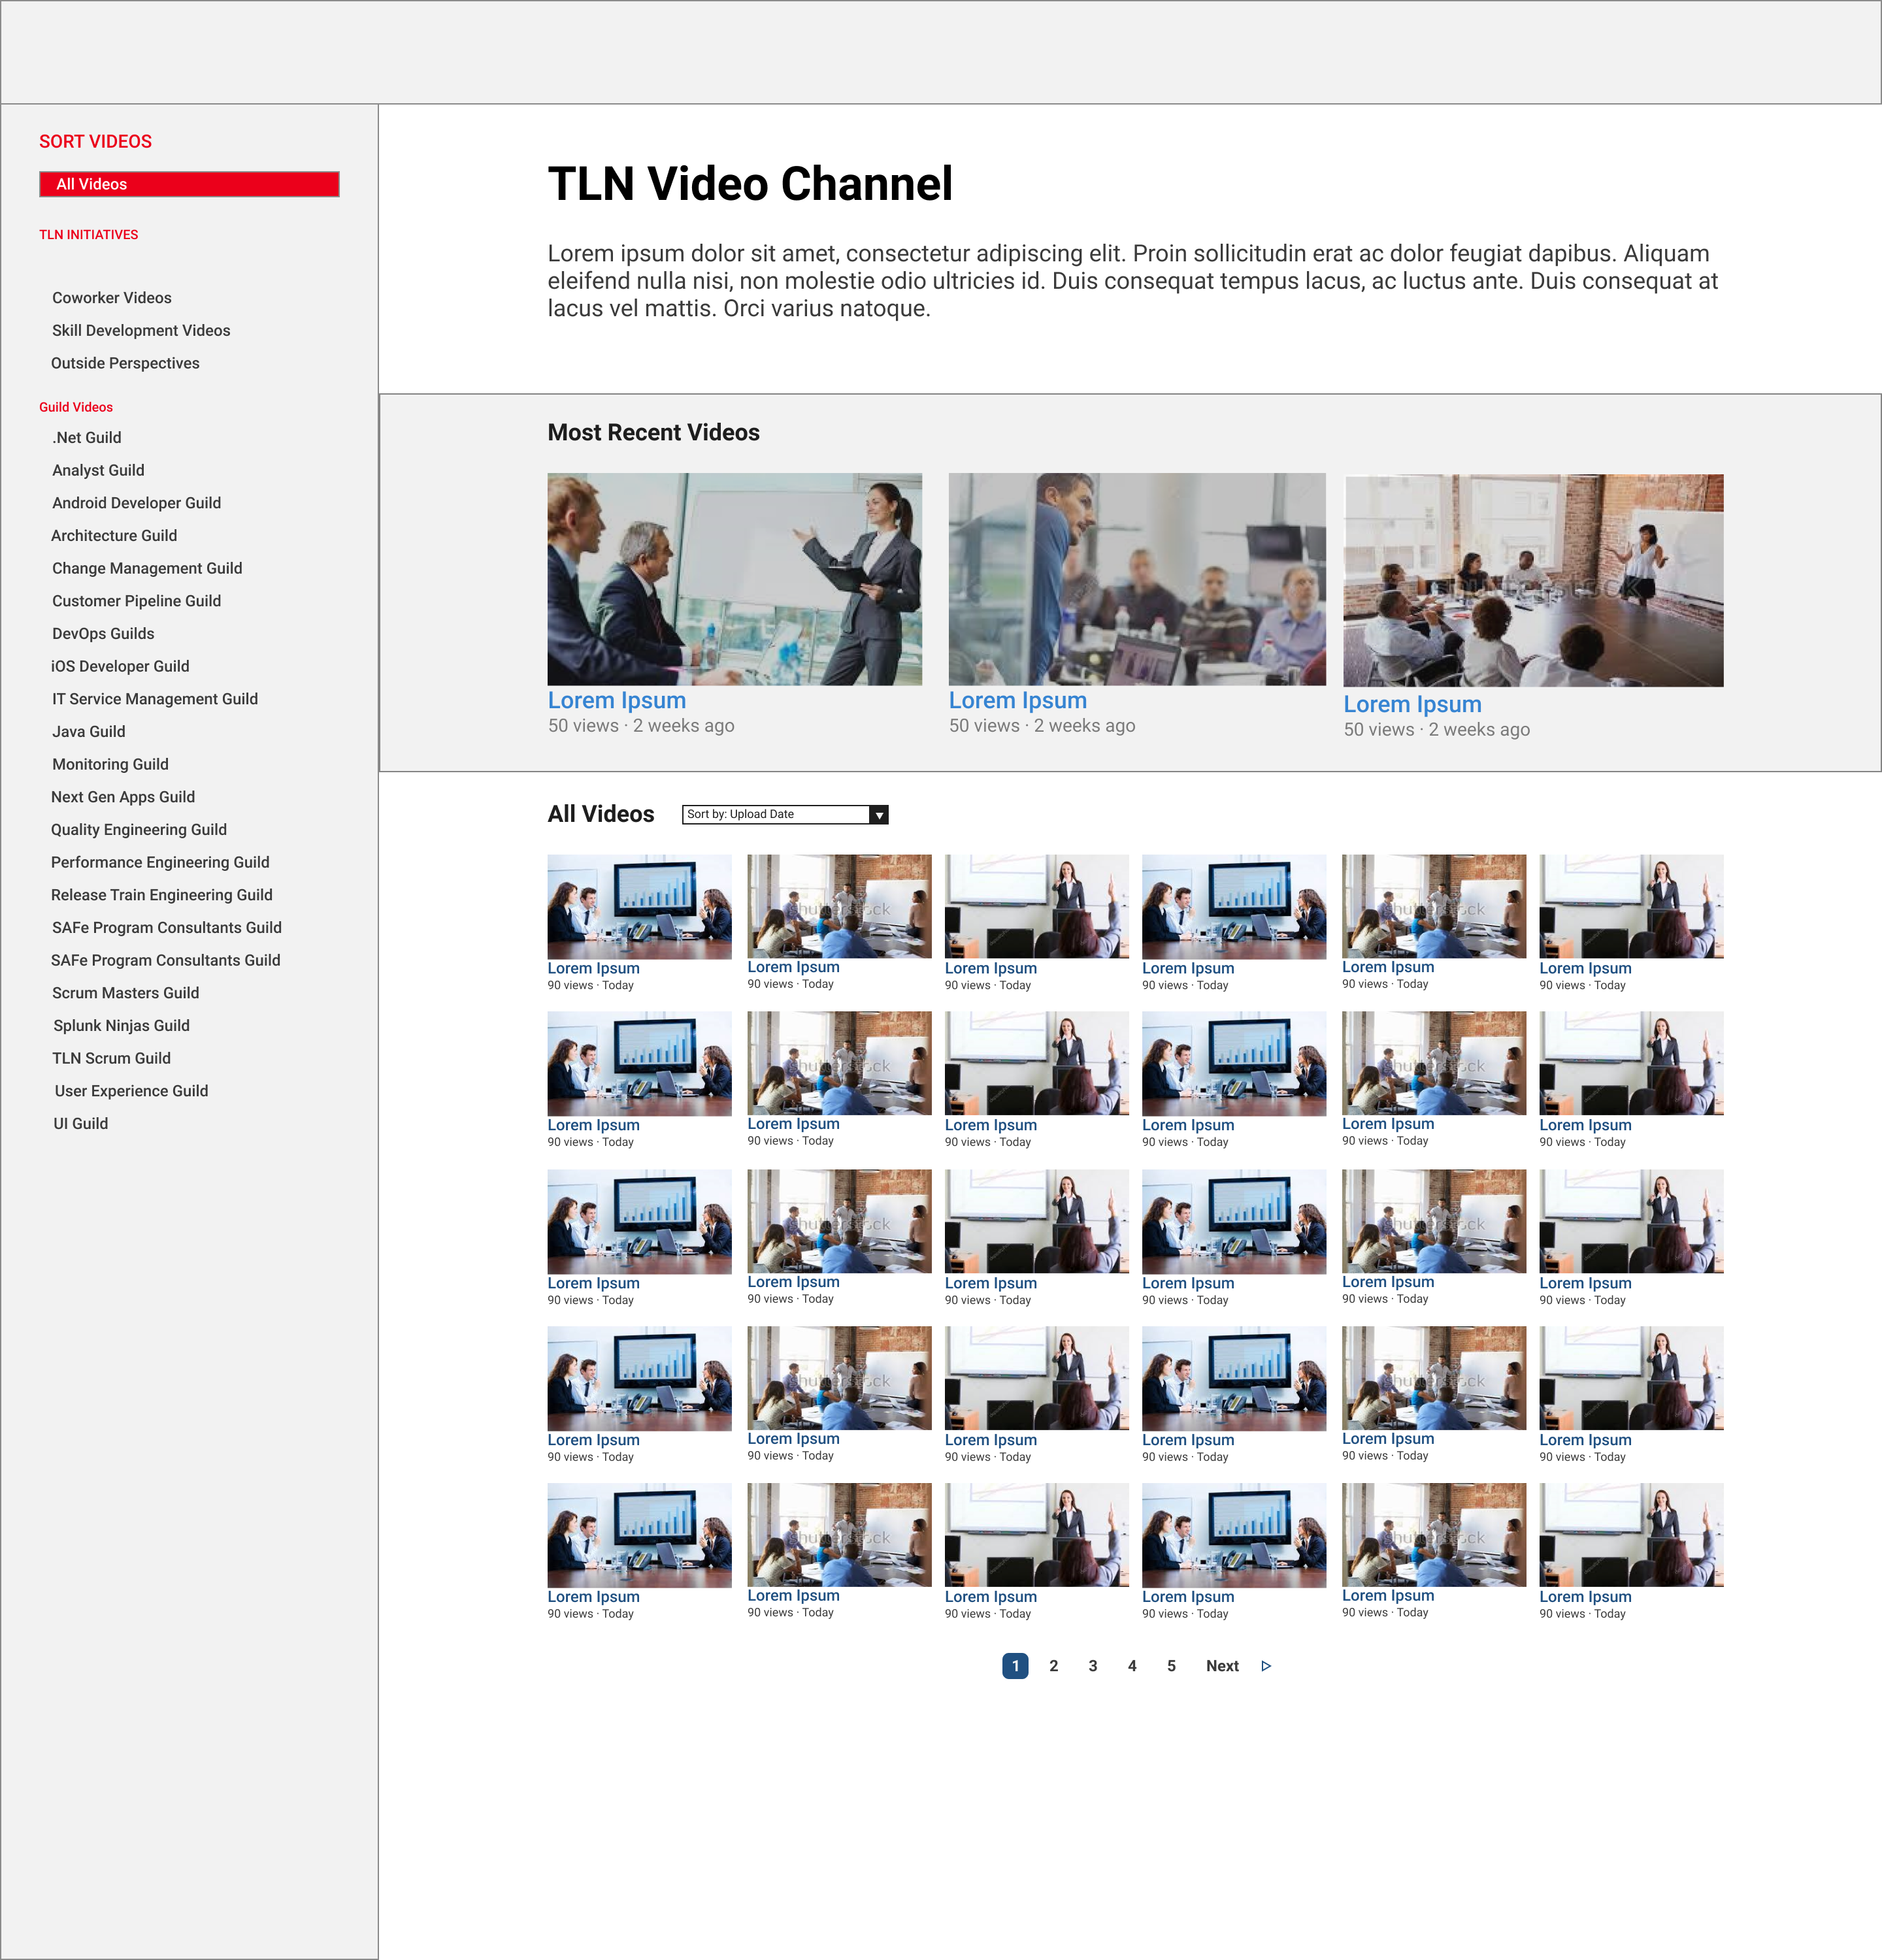 SORT VIDEOS
All Videos
TLN INITIATIVES
Coworker Videos
Skill Development Videos
Outside Perspectives
Guild Videos
.Net Guild
Analyst Guild
Android Developer Guild
Architecture Guild
Change Management Guild
Customer Pipeline Guild
DevOps Guilds
iOS Developer Guild
IT Service Management Guild
Java Guild
Monitoring Guild
Next Gen Apps Guild
Quality Engineering Guild
Performance Engineering Guild
Release Train Engineering Guild
SAFe Program Consultants Guild
SAFe Program Consultants Guild
Scrum Masters Guild
Splunk Ninjas Guild
TLN Scrum Guild
User Experience Guild
UI Guild
TLN Video Channel
Lorem ipsum dolor sit amet, consectetur adipiscing elit. Proin sollicitudin erat ac dolor feugiat dapibus. Aliquam
eleifend nulla nisi, non molestie odio ultricies id. Duis consequat tempus lacus, ac luctus ante. Duis consequat at
lacus vel mattis. Orci varius natoque.
Most Recent Videos
shutterstock
Lorem Ipsum Lorem Ipsum Lorem Ipsum
50 views · 2 weeks ago 50 views · 2 weeks ago 50 views · 2 weeks ago
All Videos Sort by: Upload Date
shutterstock shutterstock
Lorem Ipsum Lorem Ipsum Lorem Ipsum Lorem Ipsum Lorem Ipsum Lorem Ipsum
90 views · Today 90 views · Today 90 views · Today 90 views · Today 90 views · Today 90 views · Today
shutterstock shutterstock
Lorem Ipsum Lorem Ipsum Lorem Ipsum Lorem Ipsum Lorem Ipsum Lorem Ipsum
90 views · Today 90 views · Today 90 views · Today 90 views · Today 90 views · Today 90 views · Today
shutterstock shutterstock
Lorem Ipsum Lorem Ipsum Lorem Ipsum Lorem Ipsum Lorem Ipsum Lorem Ipsum
90 views · Today 90 views · Today 90 views · Today 90 views · Today 90 views · Today 90 views · Today
shutterstock shutterstock
Lorem Ipsum Lorem Ipsum Lorem Ipsum Lorem Ipsum Lorem Ipsum Lorem Ipsum
90 views · Today 90 views · Today 90 views · Today 90 views · Today 90 views · Today 90 views · Today
shutterstock shutterstock
Lorem Ipsum Lorem Ipsum Lorem Ipsum Lorem Ipsum Lorem Ipsum Lorem Ipsum
90 views · Today 90 views · Today 90 views · Today 90 views · Today 90 views · Today 90 views · Today
1 2 3 4 5 Next